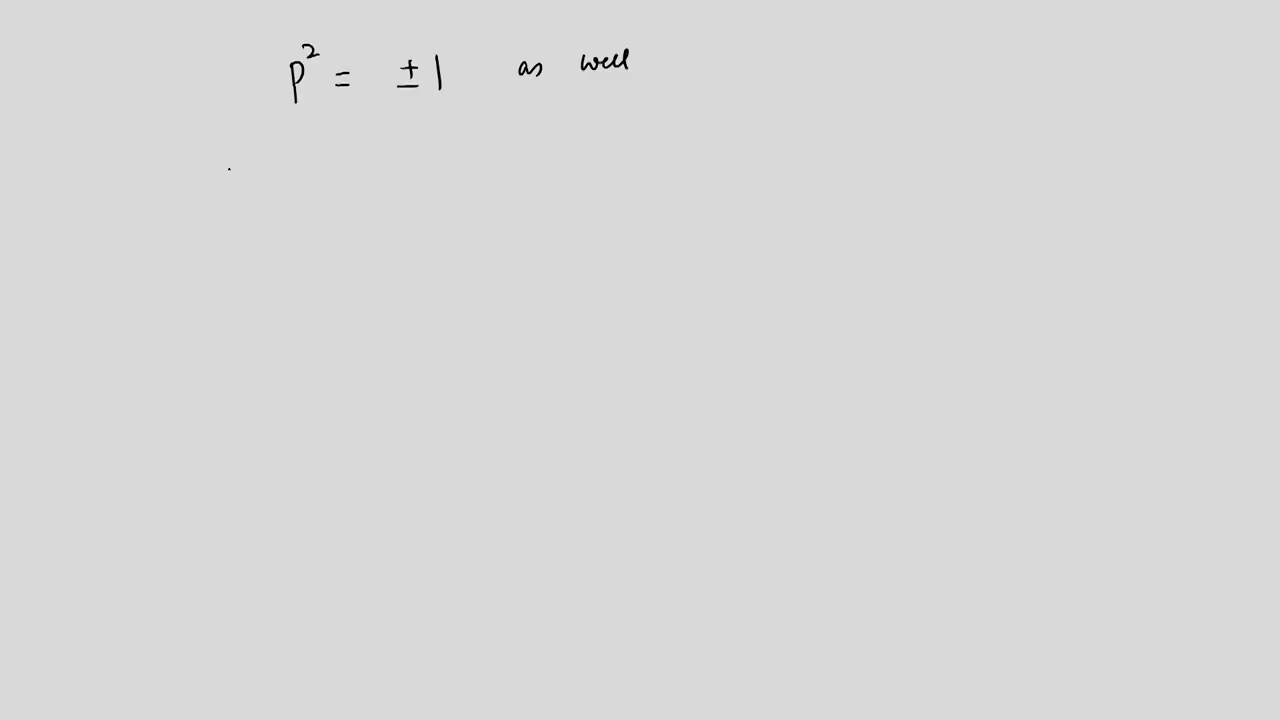 P² = ± 1 as well